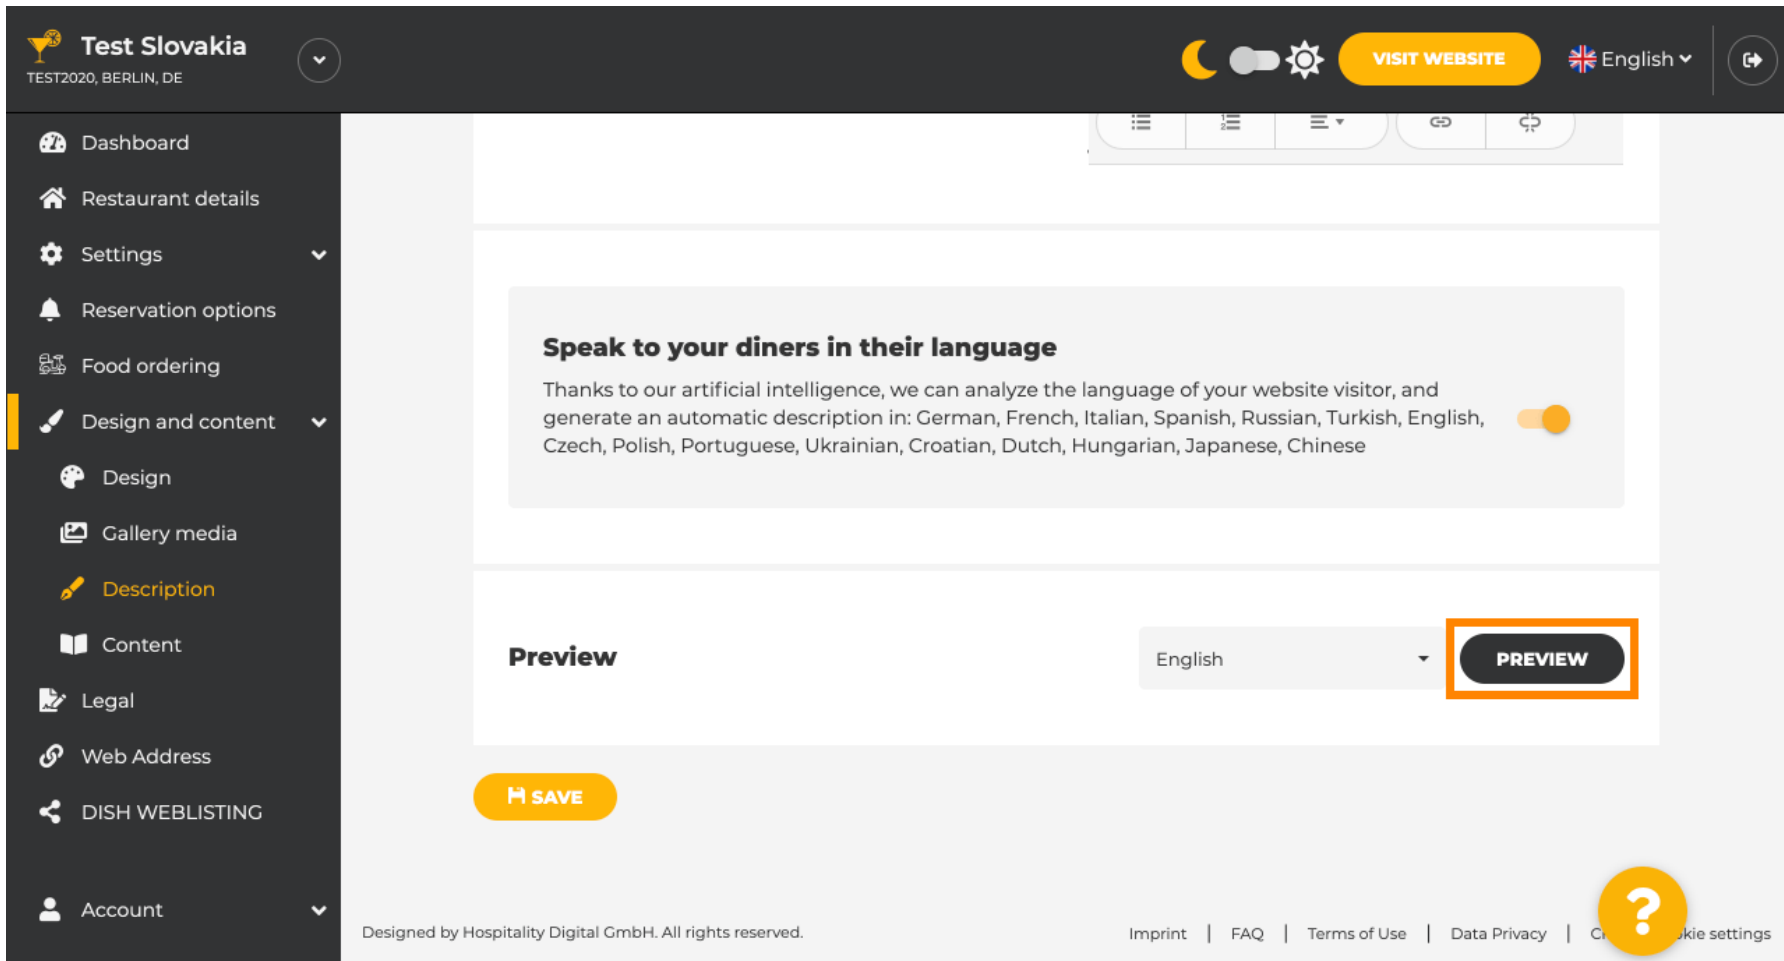 Test Slovakia
TEST2020, BERLIN, DE
VISIT WEBSITE
English
Dashboard
Restaurant details
Settings
Reservation options
Food ordering
Design and content
Design
Gallery media
Description
Content
Legal
Web Address
DISH WEBLISTING
Account
Speak to your diners in their language
Thanks to our artificial intelligence, we can analyze the language of your website visitor, and
generate an automatic description in: German, French, Italian, Spanish, Russian, Turkish, English,
Czech, Polish, Portuguese, Ukrainian, Croatian, Dutch, Hungarian, Japanese, Chinese
Preview
English
PREVIEW
SAVE
?
Designed by Hospitality Digital GmbH. All rights reserved.
Imprint | FAQ | Terms of Use | Data Privacy | settings